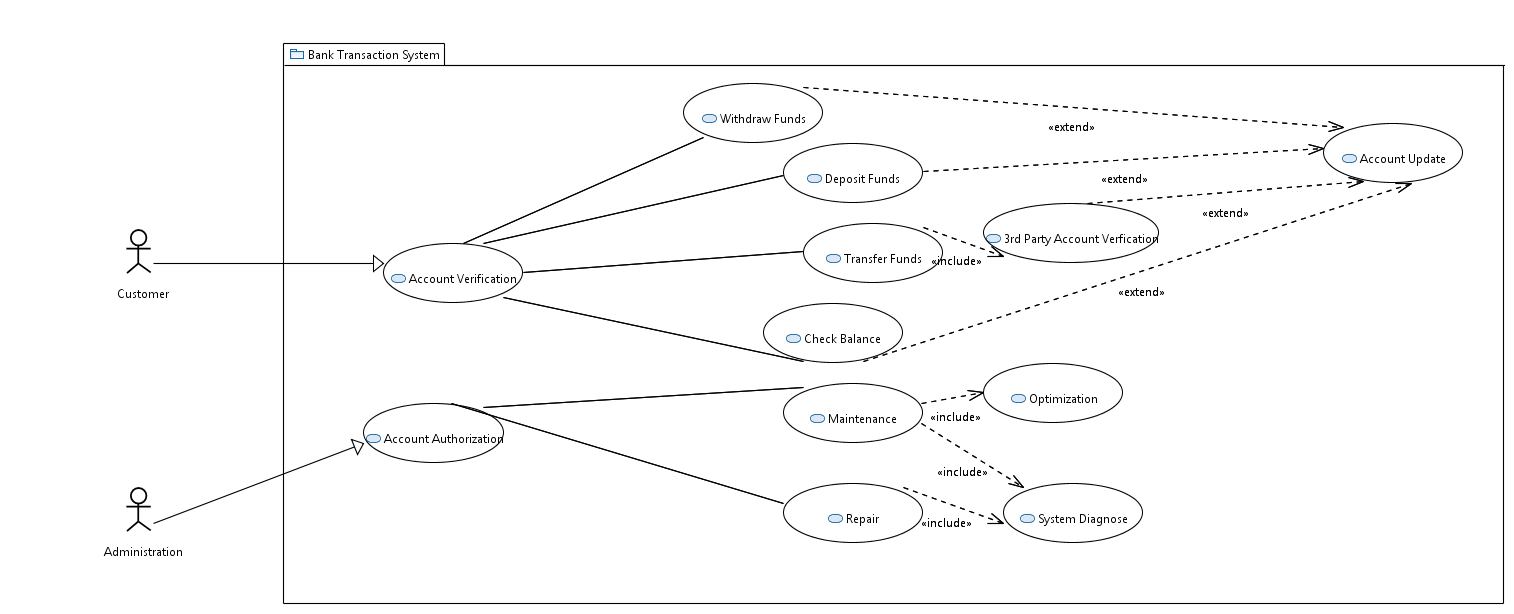 Bank Transaction System
Withdraw Funds
«extend»
Account Update
Deposit Funds
«extend»
«extend»
3rd Party Account Verfication
Transfer Funds
«include»
Account Verification
Customer
«extend»
Check Balance
Optimization
Maintenance
«include»
Account Authorization
«include»
System Diagnose
Repair
«include»
Administration